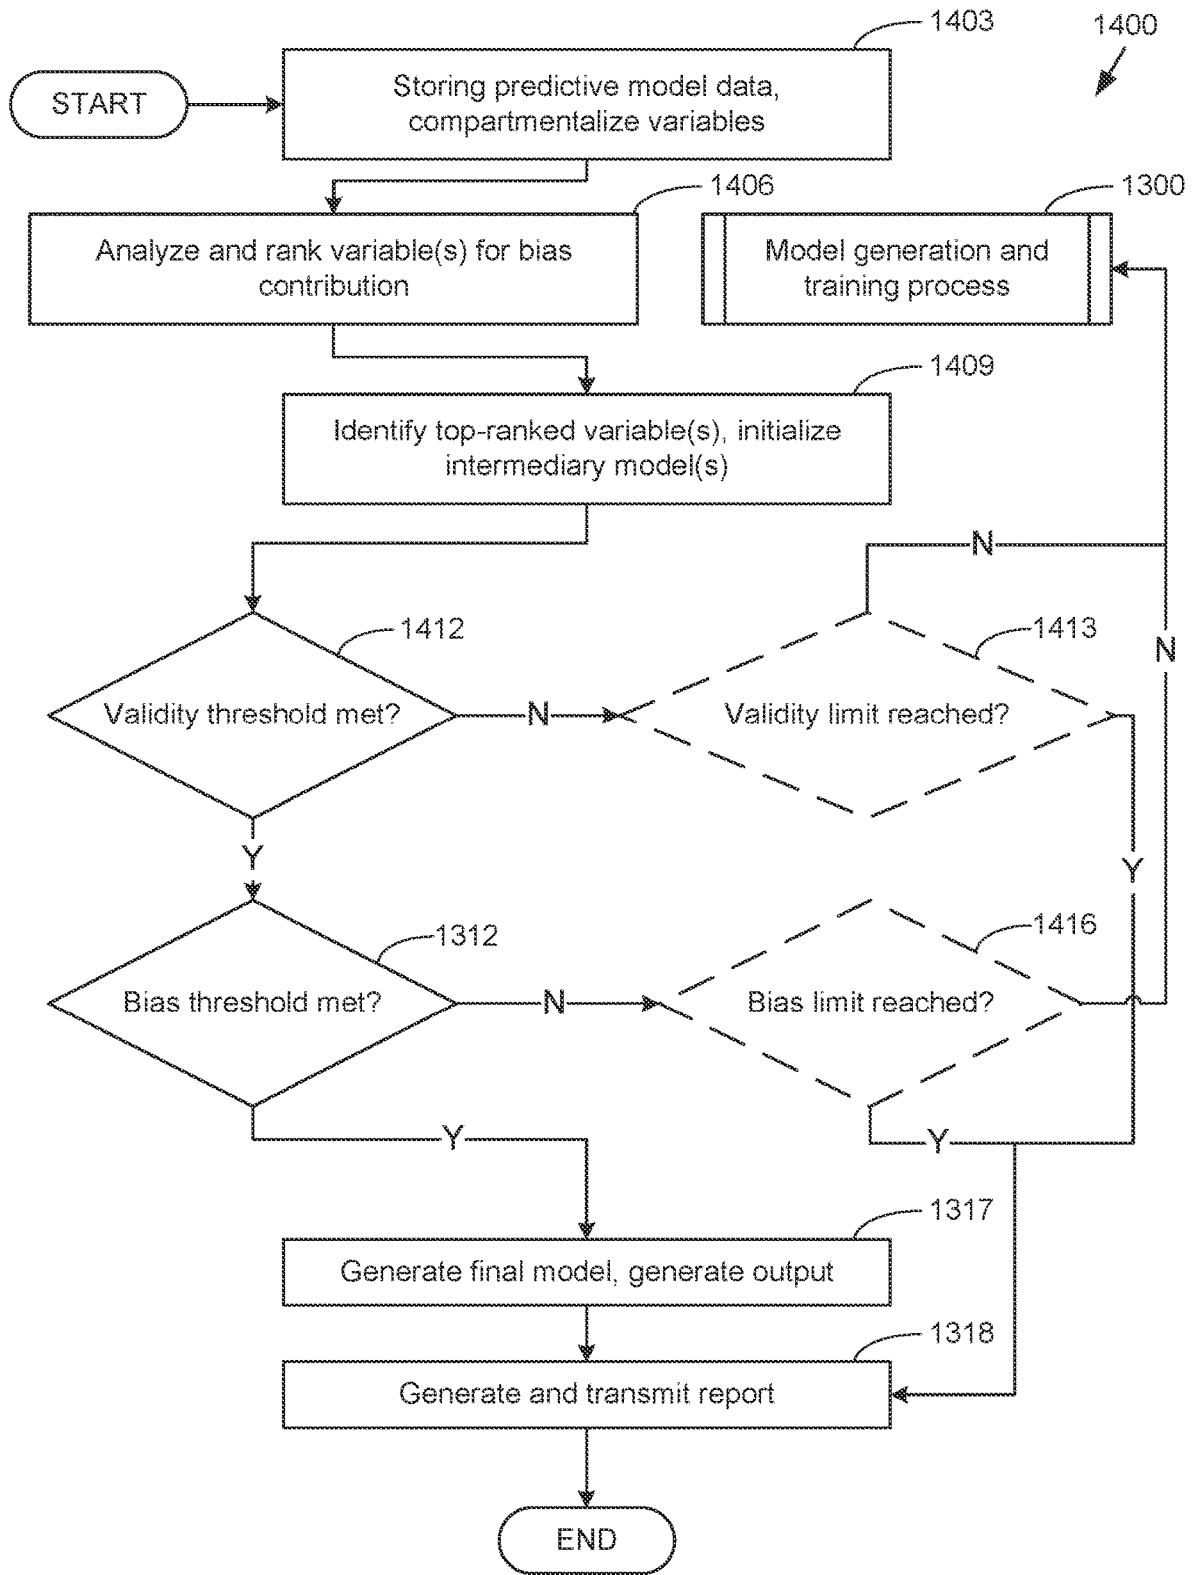 1403
1400
START
Storing predictive model data,
compartmentalize variables
1406
1300
Analyze and rank variable(s) for bias
contribution
Model generation and
training process
1409
Identify top-ranked variable(s), initialize
intermediary model(s)
N
1412
1413
N
Validity threshold met?
N
Validity limit reached?
Y
Y
1312
1416
Bias threshold met?
N
Bias limit reached?
Y
Y
1317
Generate final model, generate output
1318
Generate and transmit report
END